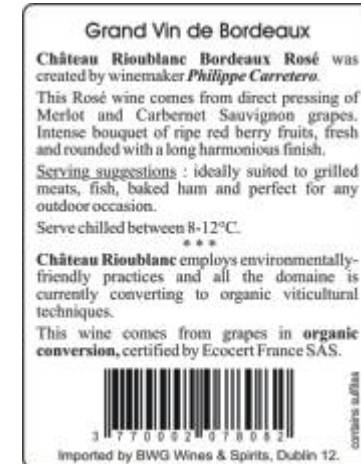 Grand Vin de Bordeaux
Château Rioublanc Bordeaux Rosé was
created by winemaker Philippe Carretero.
This Rosé wine comes from direct pressing of
Merlot and Carbernet Sauvignon grapes.
Intense bouquet of ripe red berry fruits, fresh
and rounded with a long harmonious finish.
Serving suggestions : ideally suited to grilled
meats, fish, baked ham and perfect for any
outdoor occasion.
Serve chilled between 8-12°C.
* * *
Château Rioublanc employs environmentally-
friendly practices and all the domaine is
currently converting to organic viticultural
techniques.
This wine comes from grapes in organic
conversion, certified by Ecocert France SAS.
3 770002 078082
contains sulfites
Imported by BWG Wines & Spirits, Dublin 12.